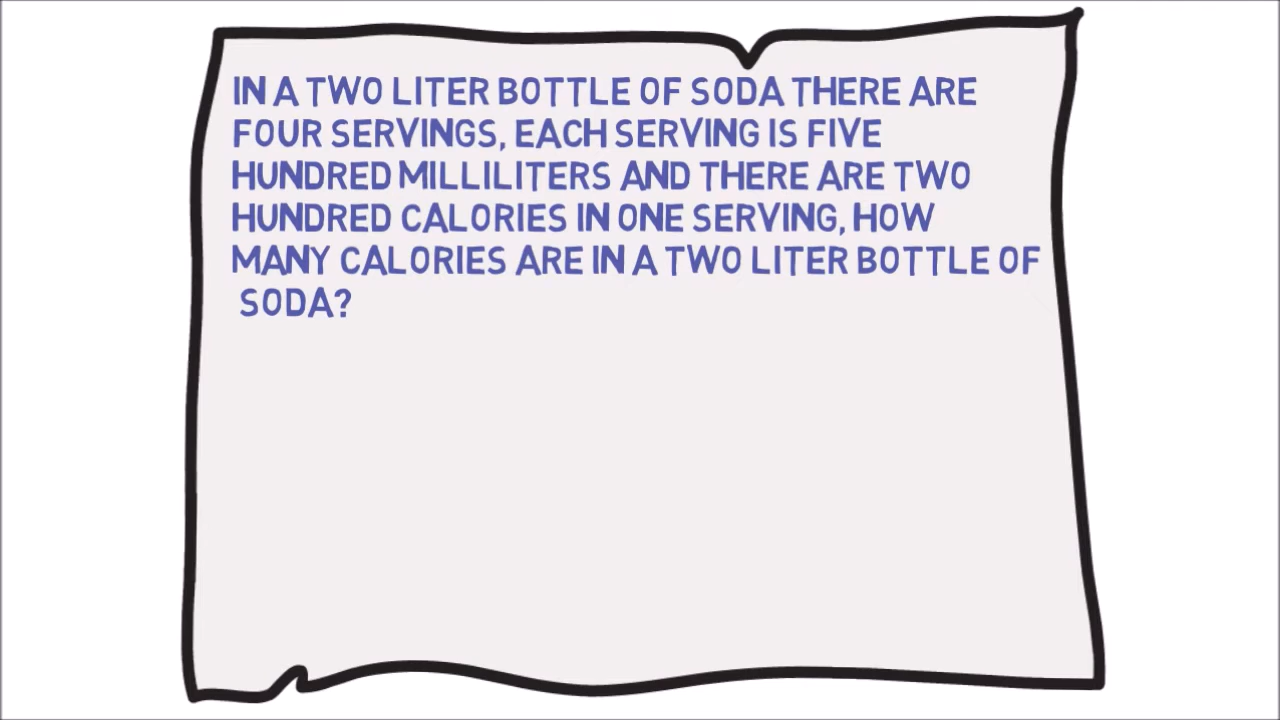 IN A TWO LITER BOTTLE OF SODA THERE ARE
FOUR SERVINGS, EACH SERVING IS FIVE
HUNDRED MILLILITERS AND THERE ARE TWO
HUNDRED CALORIES IN ONE SERVING, HOW
MANY CALORIES ARE IN A TWO LITER BOTTLE OF
SODA?